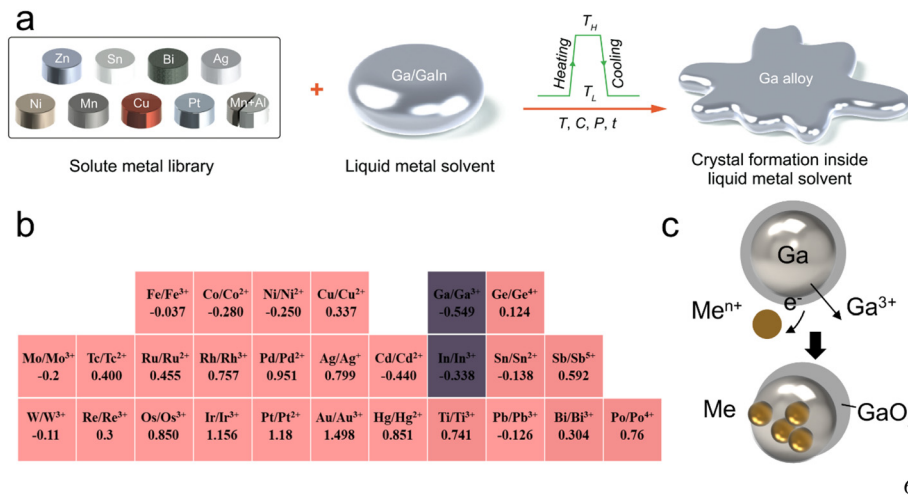 a
Zn Sn Bi Ag
Ni Mn Cu Pt Mn+Al
Solute metal library
+
Ga/GaIn
Liquid metal solvent
Heating T_H Cooling
T_L
T, C, P, t
Ga alloy
Crystal formation inside
liquid metal solvent
b
Fe/Fe³⁺ Co/Co²⁺ Ni/Ni²⁺ Cu/Cu²⁺ Ga/Ga³⁺ Ge/Ge⁴⁺
-0.037 -0.280 -0.250 0.337 -0.549 0.124
Mo/Mo³⁺ Tc/Tc²⁺ Ru/Ru²⁺ Rh/Rh³⁺ Pd/Pd²⁺ Ag/Ag⁺ Cd/Cd²⁺ In/In³⁺ Sn/Sn²⁺ Sb/Sb⁵⁺
-0.2 0.400 0.455 0.757 0.951 0.799 -0.440 -0.338 -0.138 0.592
W/W³⁺ Re/Re³⁺ Os/Os³⁺ Ir/Ir³⁺ Pt/Pt²⁺ Au/Au³⁺ Hg/Hg²⁺ Ti/Ti³⁺ Pb/Pb³⁺ Bi/Bi³⁺ Po/Po⁴⁺
-0.11 0.3 0.850 1.156 1.18 1.498 0.851 0.741 -0.126 0.304 0.76
c
Ga
Meⁿ⁺ e⁻ Ga³⁺
Me GaO